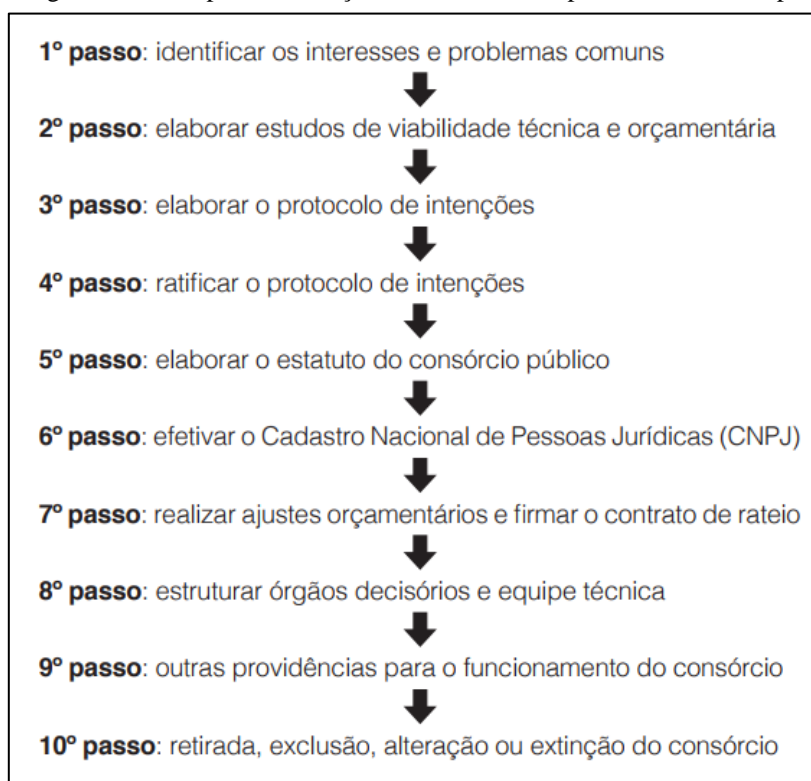 1º passo: identificar os interesses e problemas comuns
2º passo: elaborar estudos de viabilidade técnica e orçamentária
3º passo: elaborar o protocolo de intenções
4º passo: ratificar o protocolo de intenções
5º passo: elaborar o estatuto do consórcio público
6º passo: efetivar o Cadastro Nacional de Pessoas Jurídicas (CNPJ)
7º passo: realizar ajustes orçamentários e firmar o contrato de rateio
8º passo: estruturar órgãos decisórios e equipe técnica
9º passo: outras providências para o funcionamento do consórcio
10º passo: retirada, exclusão, alteração ou extinção do consórcio